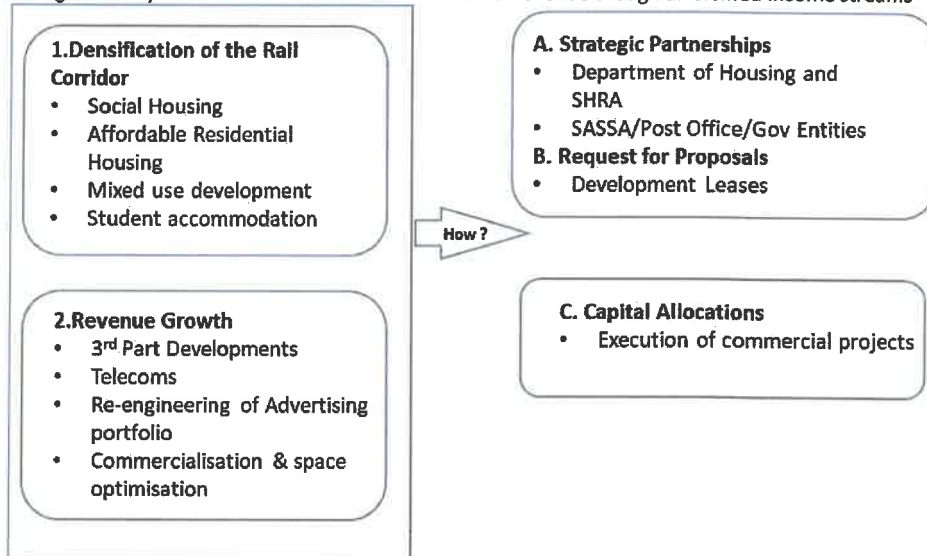 1.Densification of the Rail
Corridor
• Social Housing
• Affordable Residential
Housing
• Mixed use development
• Student accommodation
2.Revenue Growth
• 3rd Part Developments
• Telecoms
• Re-engineering of Advertising
portfolio
• Commercialisation & space
optimisation
How ?
A. Strategic Partnerships
• Department of Housing and
SHRA
• SASSA/Post Office/Gov Entities
B. Request for Proposals
• Development Leases
C. Capital Allocations
• Execution of commercial projects